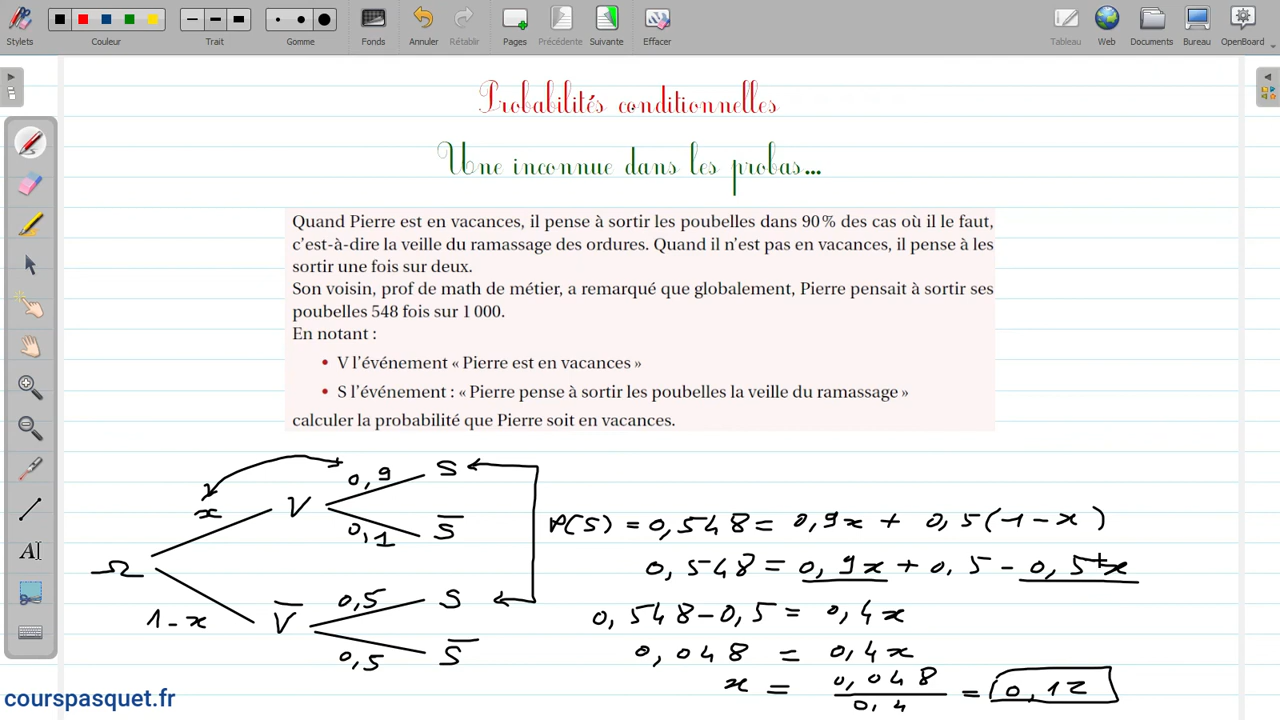 Stylets Couleur Trait Gomme Fonds Annuler Rétablir Pages Précédente Suivante Effacer Tableau Web Documents Bureau OpenBoard
Probabilités conditionnelles
Une inconnue dans les probas...
Quand Pierre est en vacances, il pense à sortir les poubelles dans 90% des cas où il le faut,
c'est-à-dire la veille du ramassage des ordures. Quand il n'est pas en vacances, il pense à les
sortir une fois sur deux.
Son voisin, prof de math de métier, a remarqué que globalement, Pierre pensait à sortir ses
poubelles 548 fois sur 1 000.
En notant :
• V l'événement « Pierre est en vacances »
• S l'événement : « Pierre pense à sortir les poubelles la veille du ramassage »
calculer la probabilité que Pierre soit en vacances.
0,9 S
x V
0,1 S̅
Ω
0,5 S
1-x V̅
0,5 S̅
P(S) = 0,548 = 0,9x + 0,5(1-x)
0,548 = 0,9x + 0,5 - 0,5x
0,548-0,5 = 0,4x
0,048 = 0,4x
x = 0,048/0,4 = 0,12
courspasquet.fr